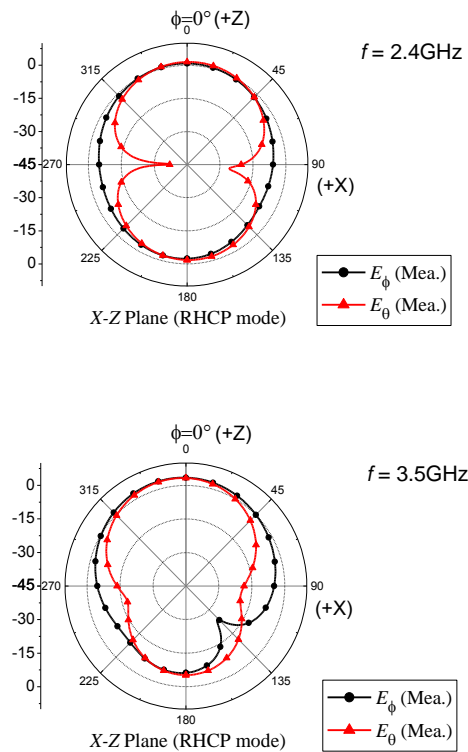 ϕ=0° (+Z)
f = 2.4GHz
0
315
45
270
90
(+X)
225
135
180
0
-15
-30
-45
-30
-15
0
X-Z Plane (RHCP mode)
Eϕ (Mea.)
Eθ (Mea.)
ϕ=0° (+Z)
f = 3.5GHz
0
315
45
270
90
(+X)
225
135
180
0
-15
-30
-45
-30
-15
0
X-Z Plane (RHCP mode)
Eϕ (Mea.)
Eθ (Mea.)